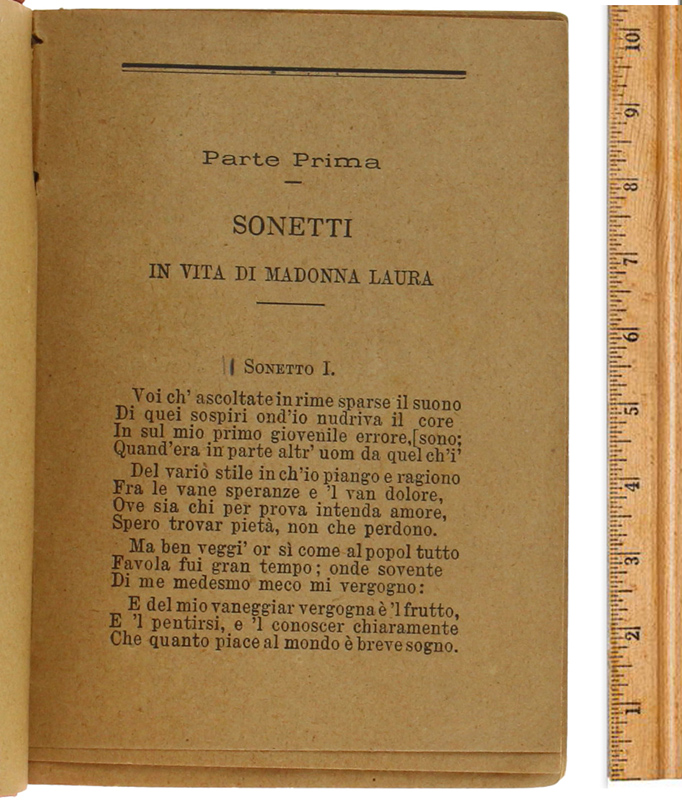 Parte Prima
SONETTI
IN VITA DI MADONNA LAURA
SONETTO I.
Voi ch' ascoltate in rime sparse il suono
Di quei sospiri ond'io nudriva il core
In sul mio primo giovenile errore,[sono;
Quand'era in parte altr' uom da quel ch'i'
Del variò stile in ch'io piango e ragiono
Fra le vane speranze e 'l van dolore,
Ove sia chi per prova intenda amore,
Spero trovar pietà, non che perdono.
Ma ben veggi' or sì come al popol tutto
Favola fui gran tempo; onde sovente
Di me medesmo meco mi vergogno:
E del mio vaneggiar vergogna è 'l frutto,
E 'l pentirsi, e 'l conoscer chiaramente
Che quanto piace al mondo è breve sogno.
10
9
8
7
6
5
4
3
2
1